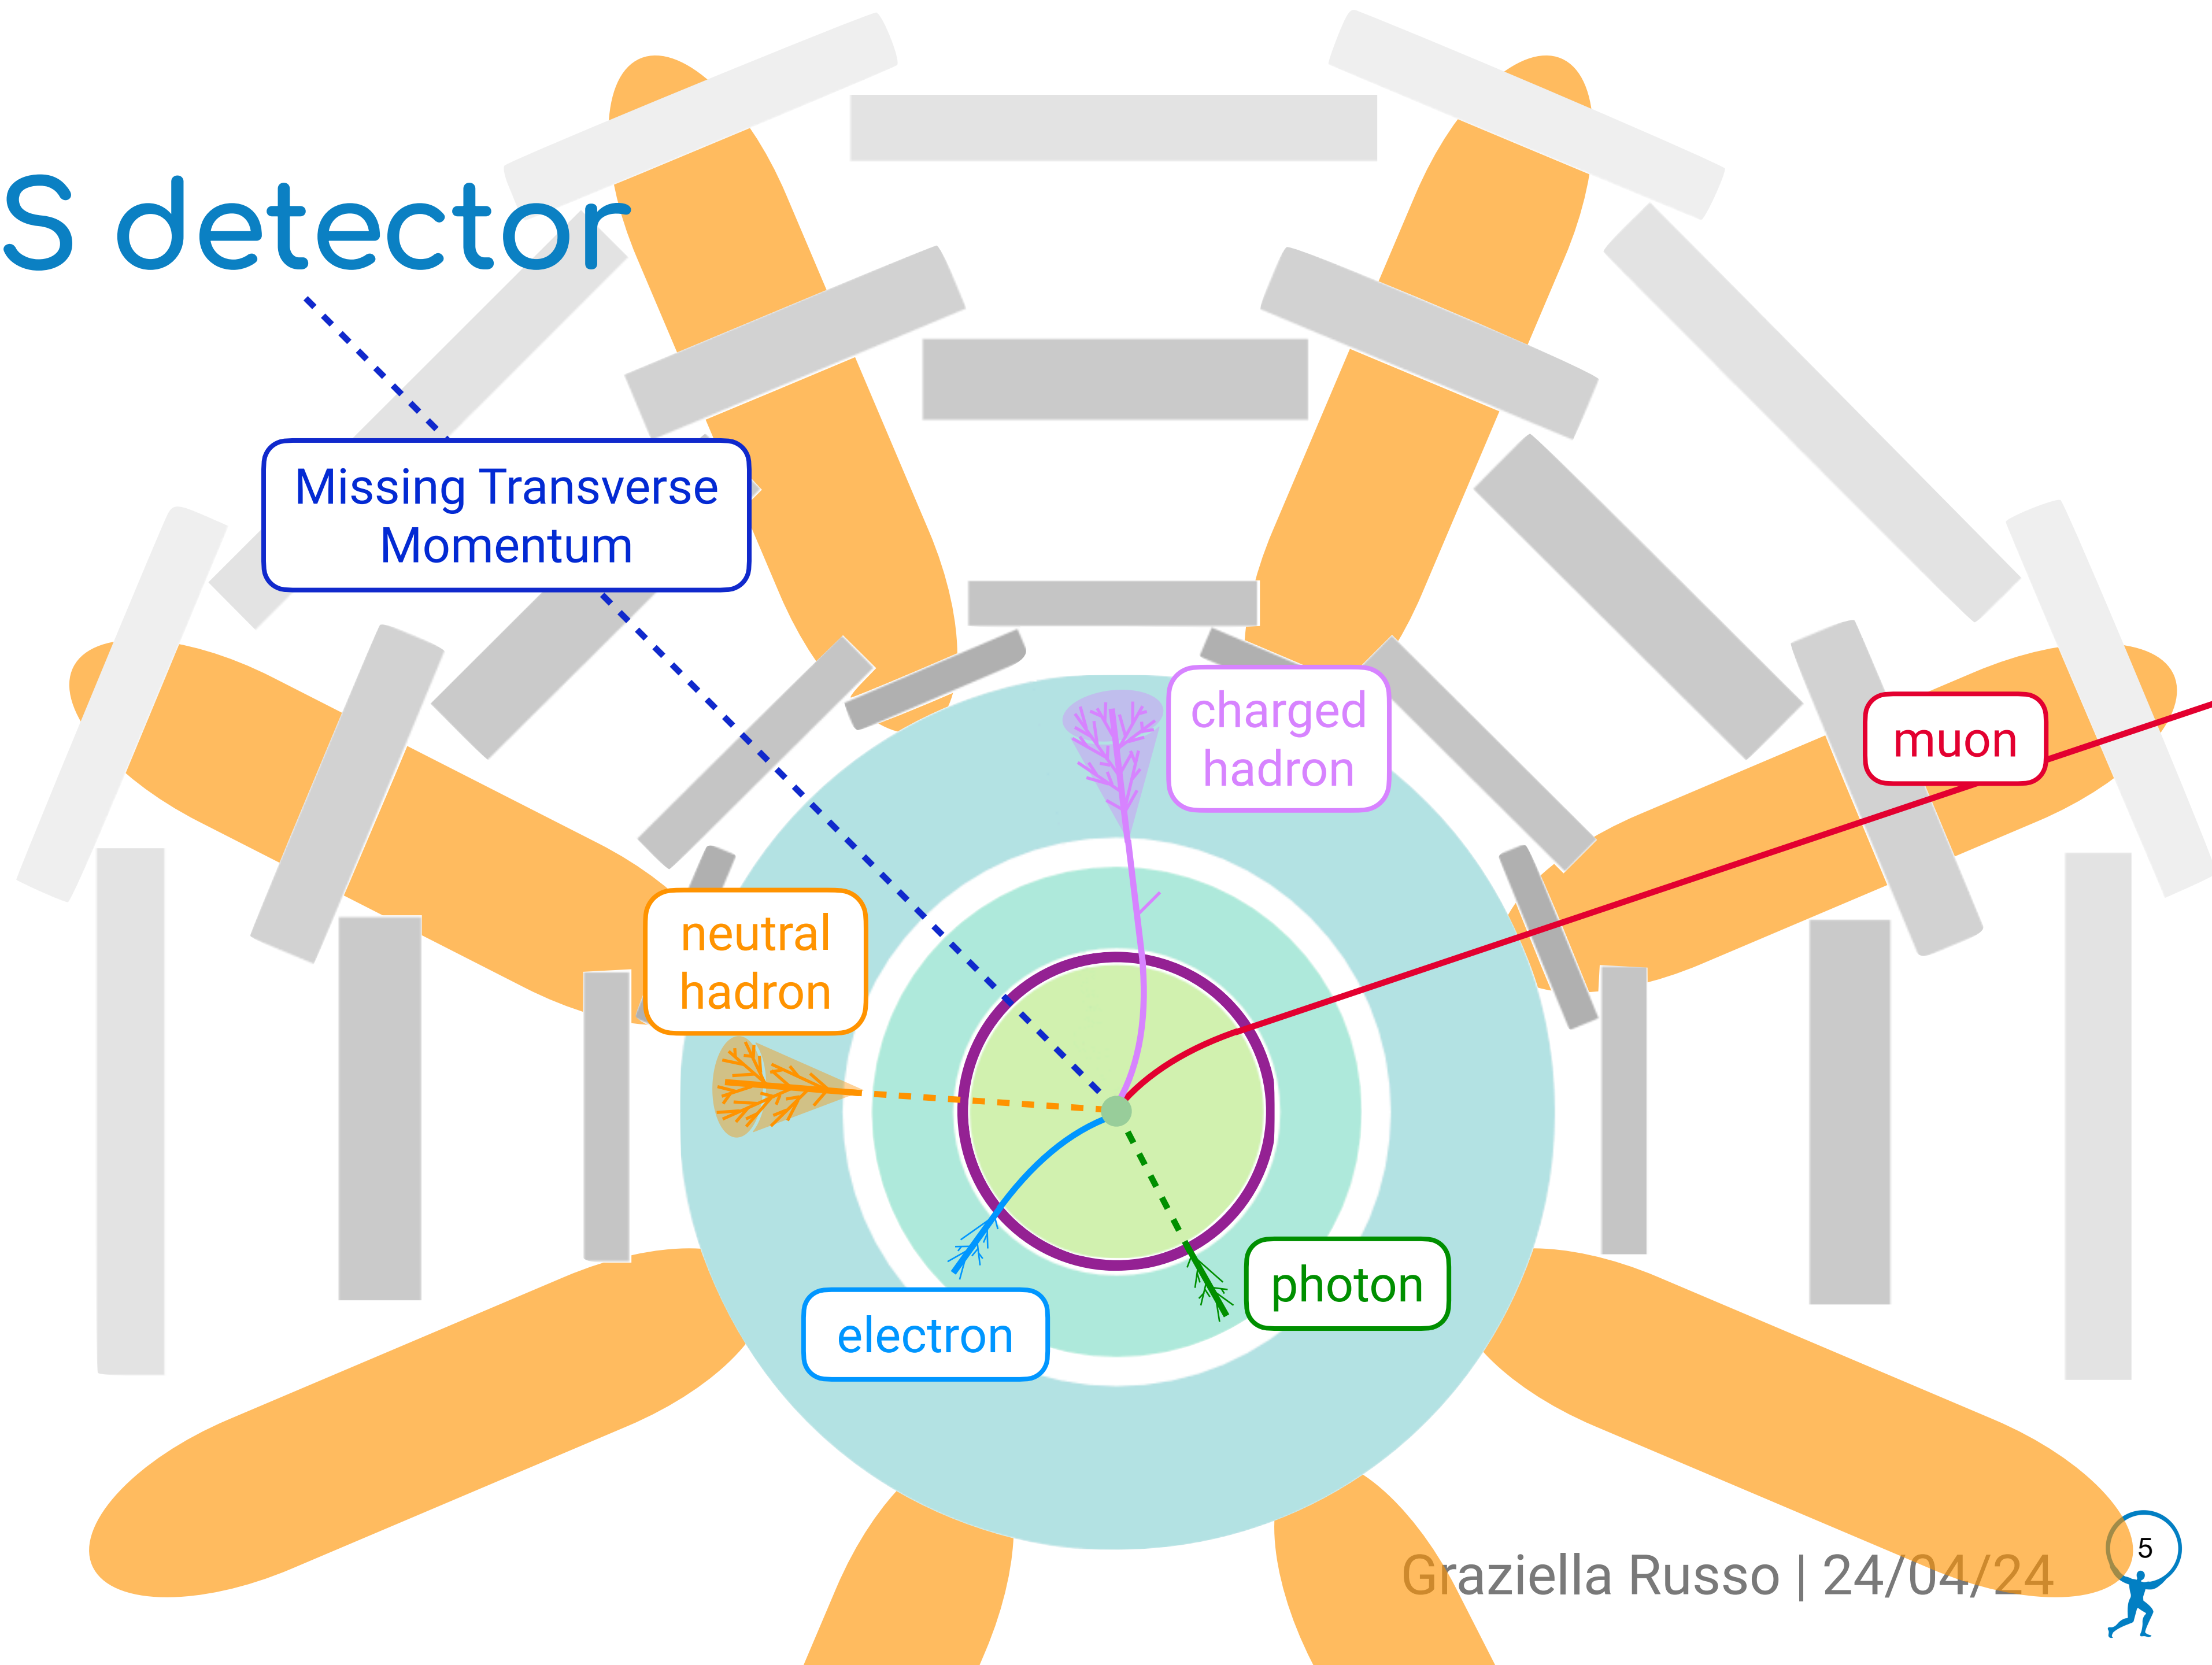 S detector
Missing Transverse
Momentum
charged
hadron
muon
neutral
hadron
photon
electron
Graziella Russo | 24/04/24
5